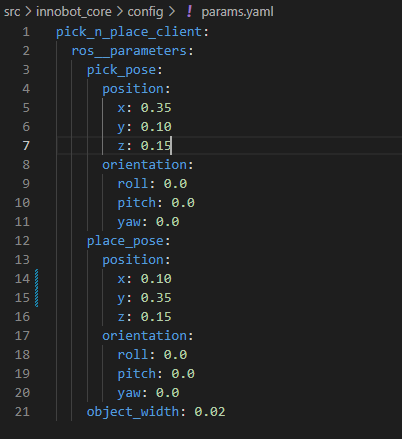 src > innobot_core > config > ! params.yaml
1 pick_n_place_client:
2   ros__parameters:
3     pick_pose:
4       position:
5         x: 0.35
6         y: 0.10
7         z: 0.15
8       orientation:
9         roll: 0.0
10         pitch: 0.0
11         yaw: 0.0
12     place_pose:
13       position:
14         x: 0.10
15         y: 0.35
16         z: 0.15
17       orientation:
18         roll: 0.0
19         pitch: 0.0
20         yaw: 0.0
21     object_width: 0.02